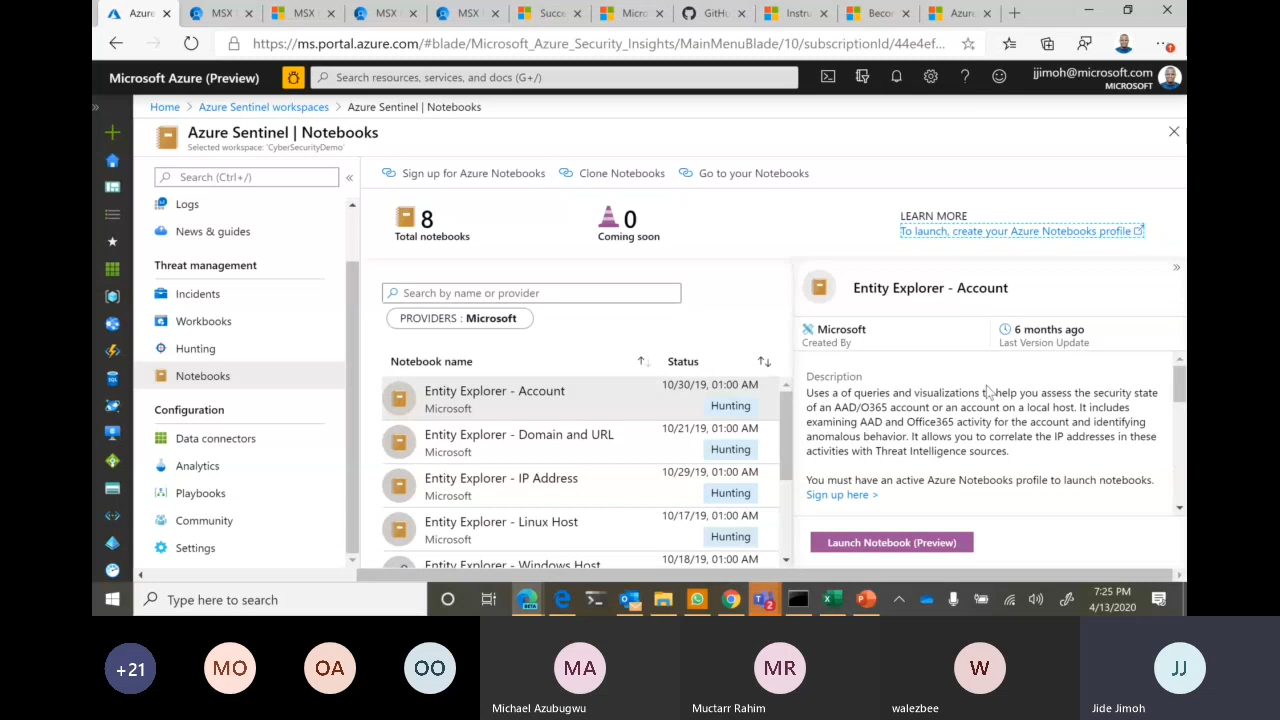 Azure
MSX
MSX
MSX
MSX
Succe
Micro
GitHu
Instru
Becor
Azure
https://ms.portal.azure.com/#blade/Microsoft_Azure_Security_Insights/MainMenuBlade/10/subscriptionId/44e4ef...
Microsoft Azure (Preview)
Search resources, services, and docs (G+/)
jjimoh@microsoft.com
MICROSOFT
Home > Azure Sentinel workspaces > Azure Sentinel | Notebooks
Azure Sentinel | Notebooks
Selected workspace: 'CyberSecurityDemo'
Search (Ctrl+/)
Logs
News & guides
Threat management
Incidents
Workbooks
Hunting
Notebooks
Configuration
Data connectors
Analytics
Playbooks
Community
Settings
Sign up for Azure Notebooks
Clone Notebooks
Go to your Notebooks
8
Total notebooks
0
Coming soon
LEARN MORE
To launch, create your Azure Notebooks profile
Search by name or provider
PROVIDERS : Microsoft
Notebook name
Status
Entity Explorer - Account
Microsoft
10/30/19, 01:00 AM
Hunting
Entity Explorer - Domain and URL
Microsoft
10/21/19, 01:00 AM
Hunting
Entity Explorer - IP Address
Microsoft
10/29/19, 01:00 AM
Hunting
Entity Explorer - Linux Host
Microsoft
10/17/19, 01:00 AM
Hunting
Entity Explorer - Windows Host
10/18/19, 01:00 AM
Entity Explorer - Account
Microsoft
Created By
6 months ago
Last Version Update
Description
Uses a of queries and visualizations to help you assess the security state
of an AAD/O365 account or an account on a local host. It includes
examining AAD and Office365 activity for the account and identifying
anomalous behavior. It allows you to correlate the IP addresses in these
activities with Threat Intelligence sources.
You must have an active Azure Notebooks profile to launch notebooks.
Sign up here >
Launch Notebook (Preview)
Type here to search
BETA
2
7:25 PM
4/13/2020
+21
MO
OA
OO
MA
Michael Azubugwu
MR
Muctarr Rahim
W
walezbee
JJ
Jide Jimoh